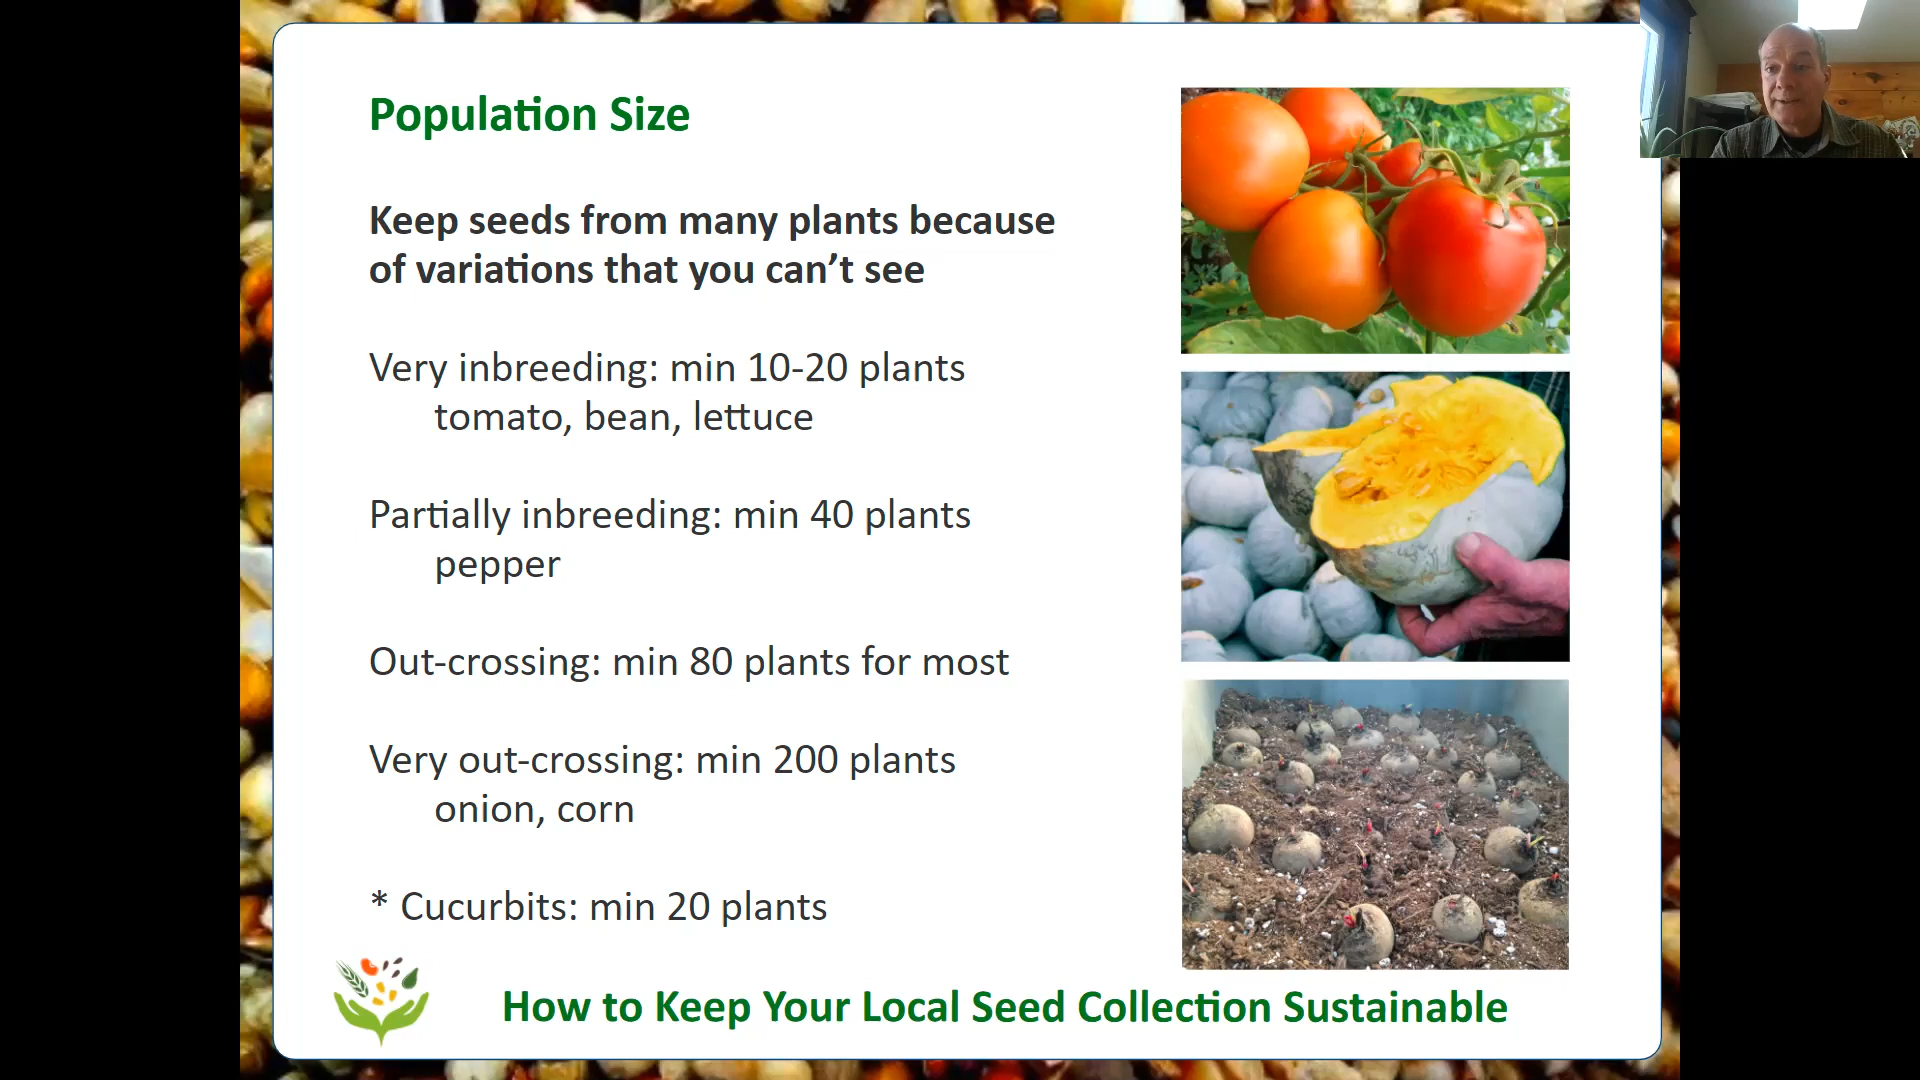 Population Size
Keep seeds from many plants because
of variations that you can’t see
Very inbreeding: min 10-20 plants
tomato, bean, lettuce
Partially inbreeding: min 40 plants
pepper
Out-crossing: min 80 plants for most
Very out-crossing: min 200 plants
onion, corn
* Cucurbits: min 20 plants
How to Keep Your Local Seed Collection Sustainable